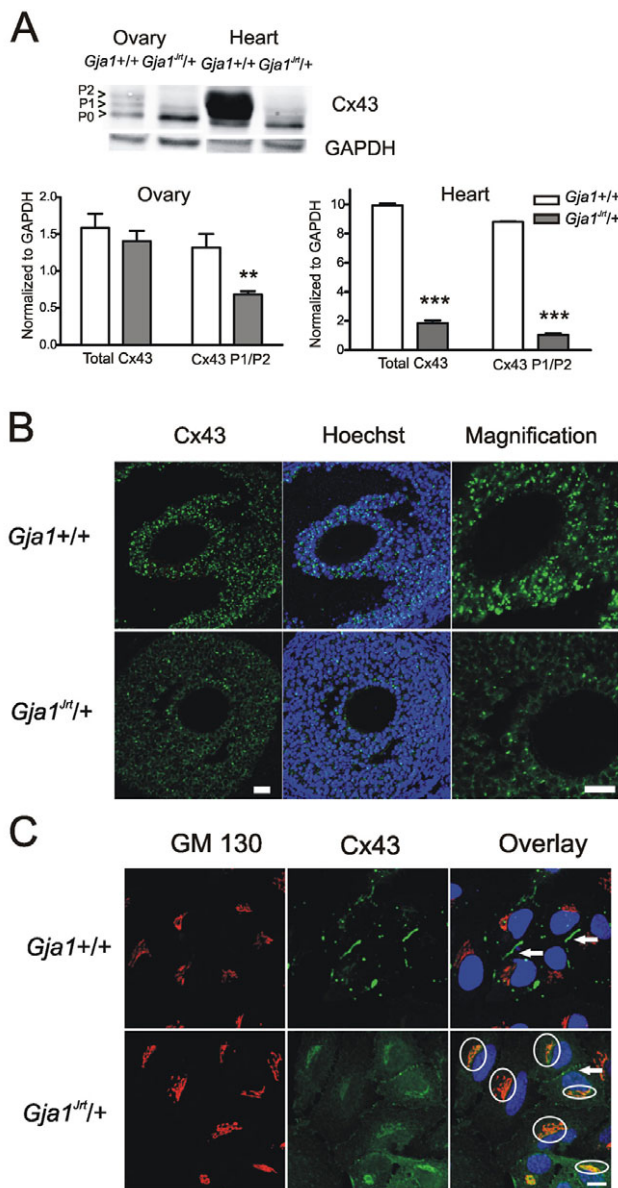 A
Ovary Heart
Gja1+/+ Gja1Jrt/+ Gja1+/+ Gja1Jrt/+
P2>
P1>
P0>
Cx43
GAPDH
Ovary
Normalized to GAPDH
2.0
1.5
1.0
0.5
0.0
**
Total Cx43 Cx43 P1/P2
Heart
Gja1+/+
Gja1Jrt/+
Normalized to GAPDH
10
8
6
4
2
0
***
***
Total Cx43 Cx43 P1/P2
B
Cx43 Hoechst Magnification
Gja1+/+
Gja1Jrt/+
C
GM 130 Cx43 Overlay
Gja1+/+
Gja1Jrt/+